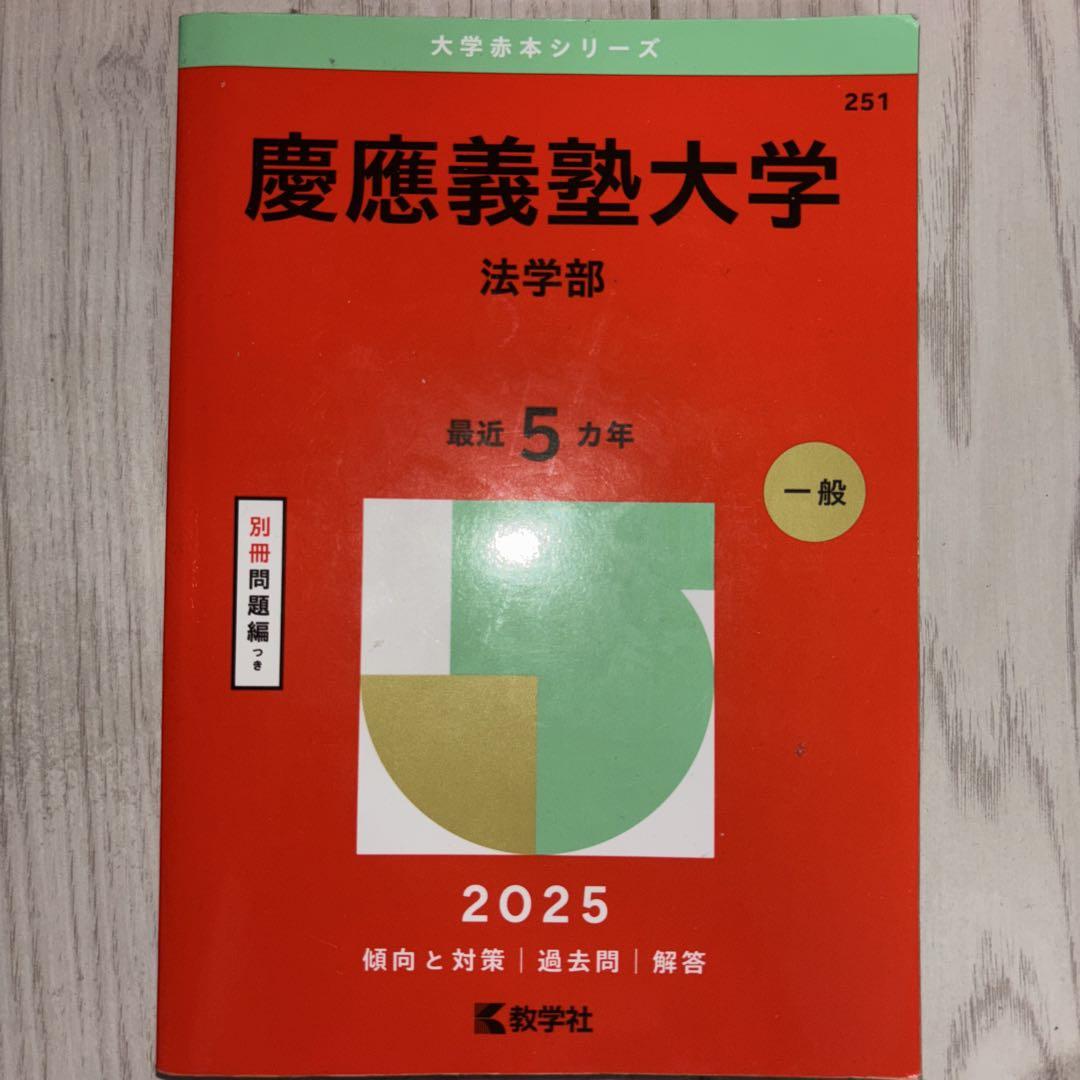 大学赤本シリーズ
251
慶應義塾大学
法学部
最近5カ年
一般
別冊問題編つき
2025
傾向と対策|過去問|解答
教学社